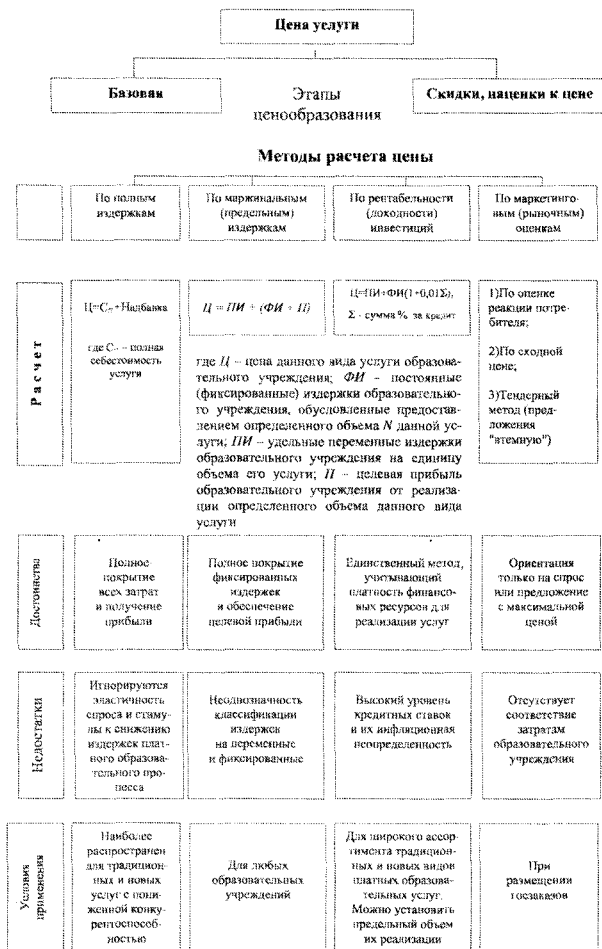 Цена услуги
Базовая
Этапы
ценообразования
Скидки, наценки к цене
Методы расчета цены
По полным
издержкам
По маржинальным
(предельным)
издержкам
По рентабельности
(доходности)
инвестиций
По маркетинго-
вым (рыночным)
оценкам
Расчет
Ц=Сп+Надбавка
где Сп – полная
себестоимость
услуги
Ц = ПИ + (ФИ + П)
Ц=ПИ+ФИ(1+0,01Σ),
Σ - сумма % за кредит
где Ц – цена данного вида услуги образова-
тельного учреждения; ФИ – постоянные
(фиксированные) издержки образовательно-
го учреждения, обусловленные предостав-
лением определенного объема N данной ус-
луги; ПИ – удельные переменные издержки
образовательного учреждения на единицу
объема его услуги; П – целевая прибыль
образовательного учреждения от реализа-
ции определенного объема данного вида
услуги
1)По оценке
реакции потре-
бителя;
2)По сходной
цене;
3)Тендерный
метод (пред-
ложения
"втемную")
Достоинства
Полное
покрытие
всех затрат
и получение
прибыли
Полное покрытие
фиксированных
издержек
и обеспечение
целевой прибыли
Единственный метод,
учитывающий
платность финансо-
вых ресурсов для
реализации услуг
Ориентация
только на спрос
или предложение
с максимальной
ценой
Недостатки
Игнорируются
эластичность
спроса и стиму-
лы к снижению
издержек плат-
ного образова-
тельного про-
цесса
Неоднозначность
классификации
издержек
на переменные
и фиксированные
Высокий уровень
кредитных ставок
и их инфляционная
неопределенность
Отсутствует
соответствие
затратам
образовательного
учреждения
Условия
применения
Наиболее
распространен
для традицион-
ных и новых
услуг с пони-
женной конку-
рентоспособ-
ностью
Для любых
образовательных
учреждений
Для широкого ассор-
тимента традицион-
ных и новых видов
платных образова-
тельных услуг.
Можно установить
предельный объем
их реализации
При
размещении
госзаказов